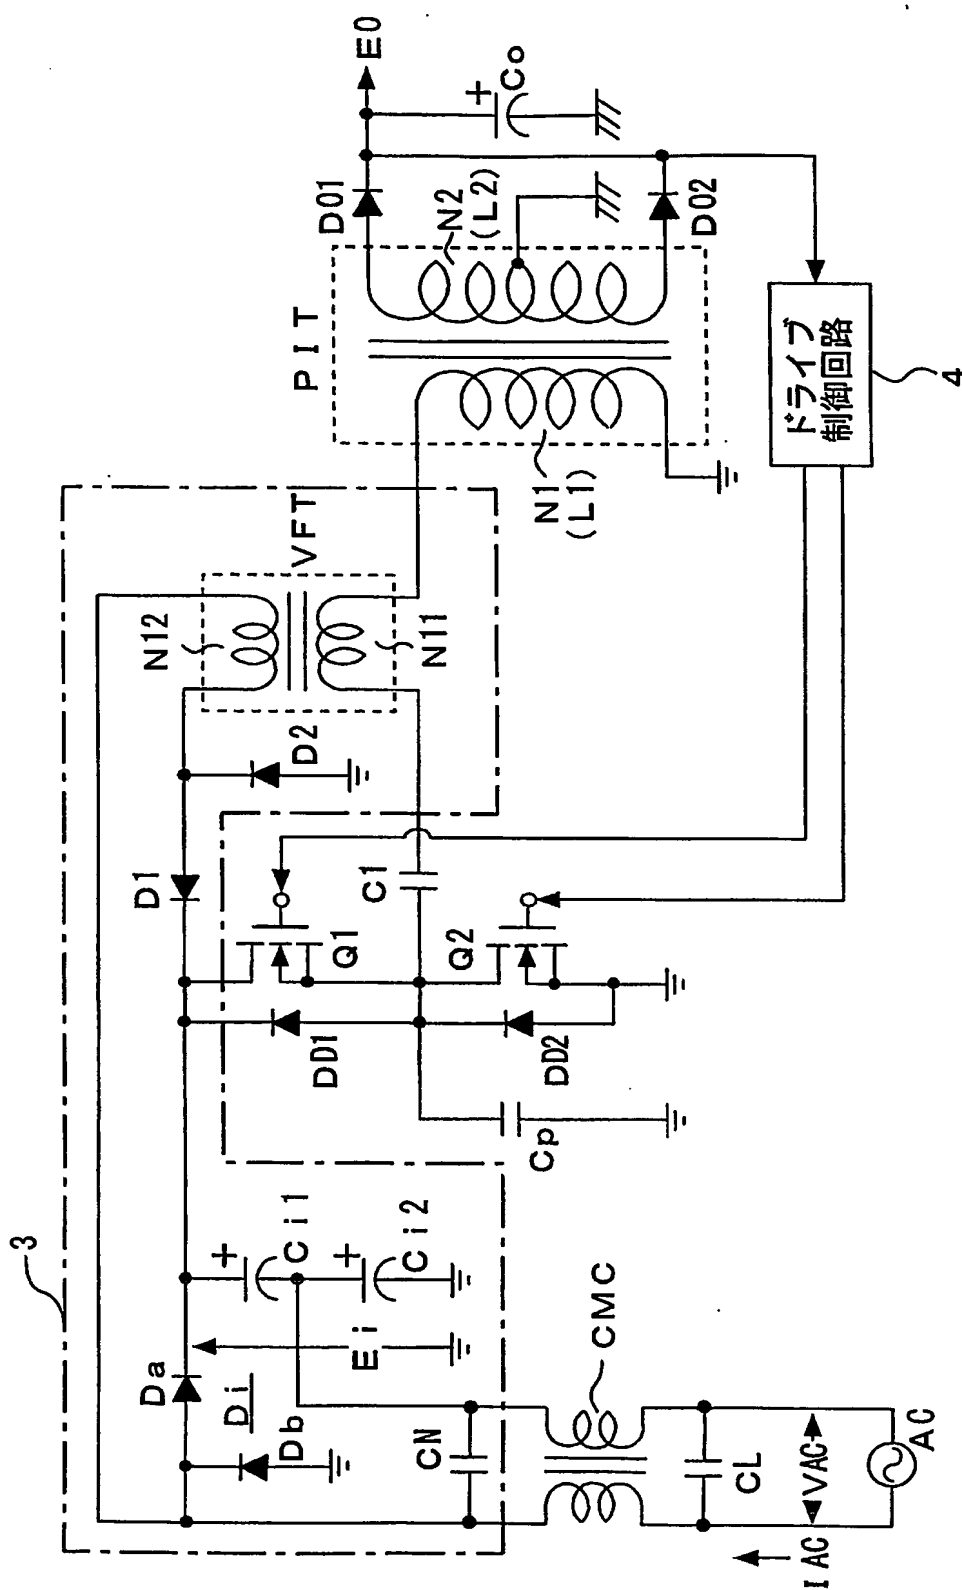 3
E0
Co
+
D01
D02
N2
(L2)
PIT
N1
(L1)
ドライブ
制御回路
4
VFT
N12
N11
D2
D1
C1
Q1
Q2
DD1
DD2
Cp
+
Ci1
+
Ci2
Ei
Da
Di
Db
CN
CMC
CL
VAC
AC
IAC